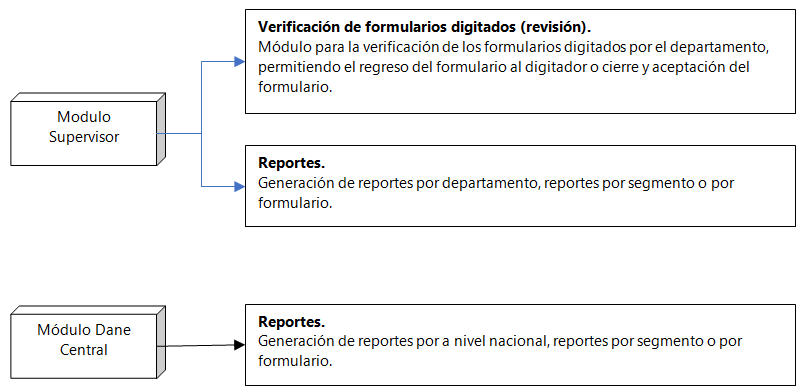 Verificación de formularios digitados (revisión).
Módulo para la verificación de los formularios digitados por el departamento,
permitiendo el regreso del formulario al digitador o cierre y aceptación del
formulario.
Modulo
Supervisor
Reportes.
Generación de reportes por departamento, reportes por segmento o por
formulario.
Módulo Dane
Central
Reportes.
Generación de reportes por a nivel nacional, reportes por segmento o por
formulario.